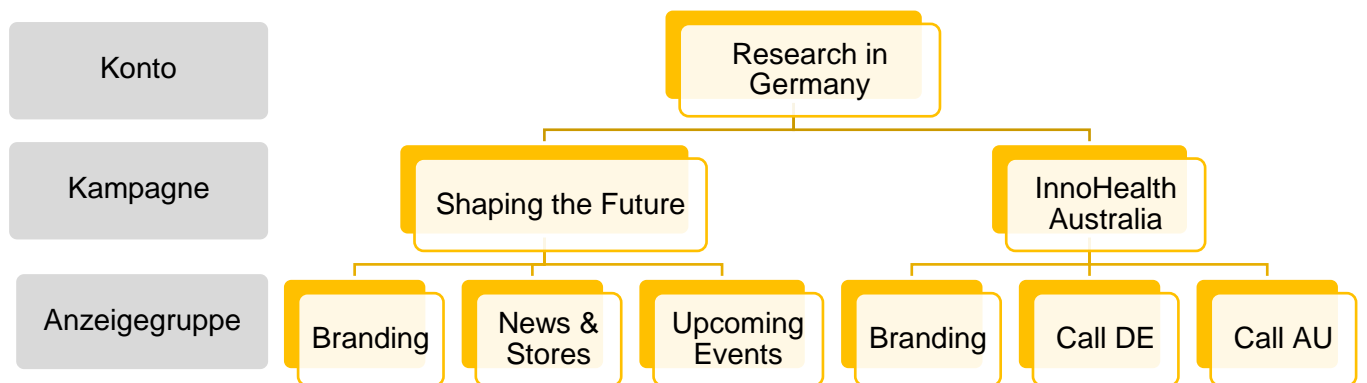 Konto
Research in
Germany
Kampagne
Shaping the Future
InnoHealth
Australia
Anzeigegruppe
Branding
News &
Stores
Upcoming
Events
Branding
Call DE
Call AU